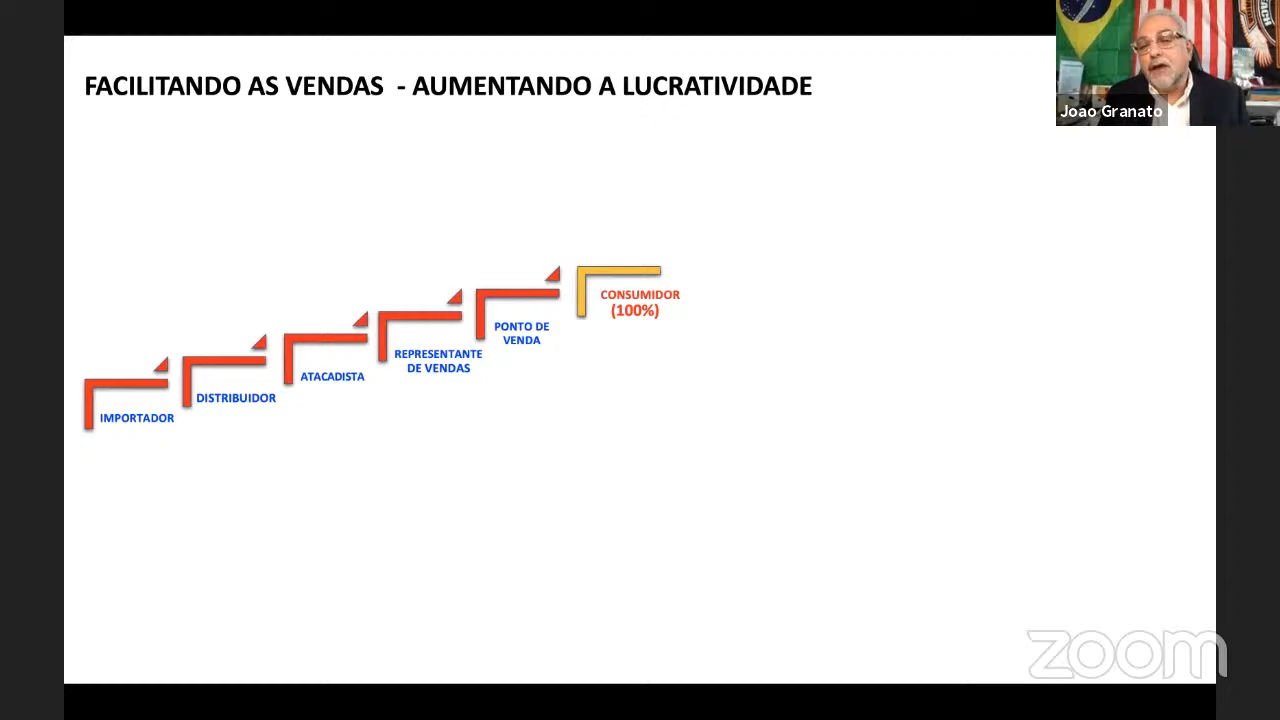 FACILITANDO AS VENDAS - AUMENTANDO A LUCRATIVIDADE
Joao Granato
CONSUMIDOR
(100%)
PONTO DE
VENDA
REPRESENTANTE
DE VENDAS
ATACADISTA
DISTRIBUIDOR
IMPORTADOR
zoom